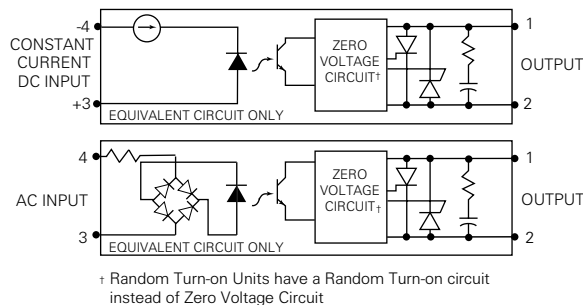 -4
CONSTANT
CURRENT
DC INPUT
+3
EQUIVALENT CIRCUIT ONLY
ZERO
VOLTAGE
CIRCUIT†
1
OUTPUT
2
4
AC INPUT
3
EQUIVALENT CIRCUIT ONLY
ZERO
VOLTAGE
CIRCUIT†
1
OUTPUT
2
† Random Turn-on Units have a Random Turn-on circuit
instead of Zero Voltage Circuit